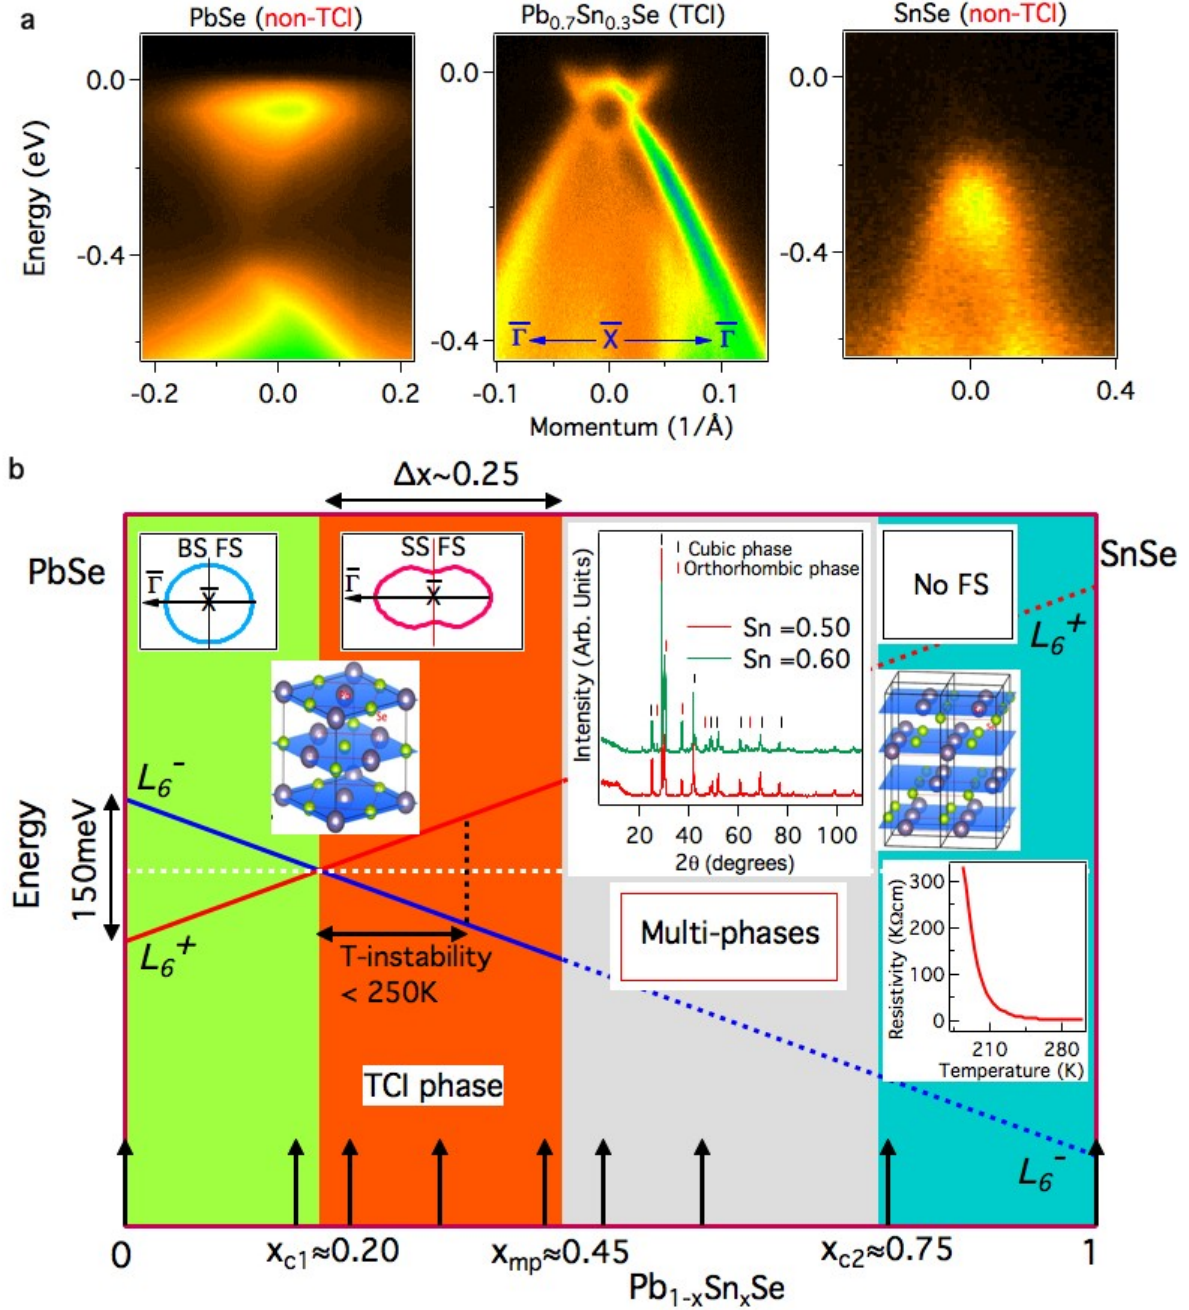 a
PbSe (non-TCI)
Pb0.7Sn0.3Se (TCI)
SnSe (non-TCI)
Energy (eV)
0.0
-0.4
-0.2 0.0 0.2
0.0
-0.4
Γ̅ X̅ Γ̅
-0.1 0.0 0.1
0.0
-0.4
0.0 0.4
Momentum (1/Å)
b
Δx~0.25
PbSe
SnSe
BS FS
Γ̅ X̅
SS FS
Γ̅ X̅
Intensity (Arb. Units)
Cubic phase
Orthorhombic phase
Sn =0.50
Sn =0.60
20 40 60 80 100
2θ (degrees)
No FS
L6+
Se
L6-
Energy
150meV
L6+
T-instability
< 250K
Multi-phases
Resistivity (KΩcm)
300
200
100
0
210 280
Temperature (K)
TCI phase
L6-
0 xc1≈0.20 xmp≈0.45 xc2≈0.75 1
Pb1-xSnxSe